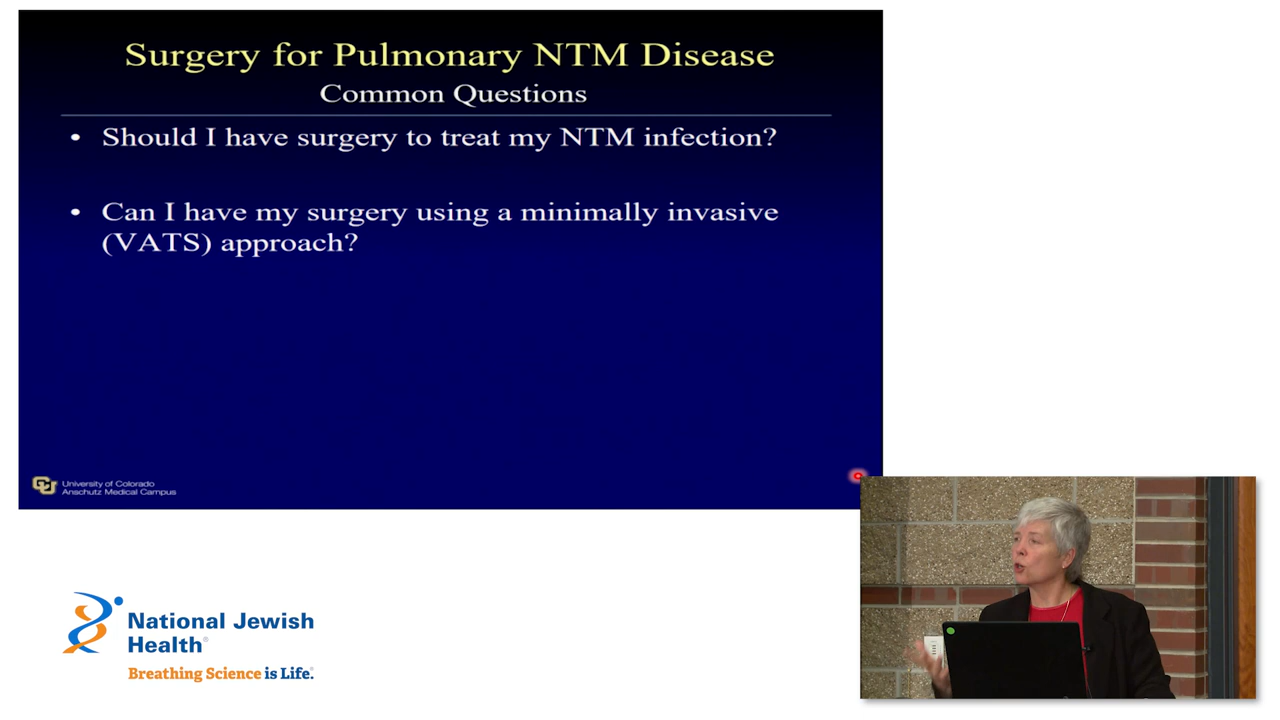 Surgery for Pulmonary NTM Disease
Common Questions
• Should I have surgery to treat my NTM infection?
• Can I have my surgery using a minimally invasive
(VATS) approach?
University of Colorado
Anschutz Medical Campus
National Jewish
Health®
Breathing Science is Life.®